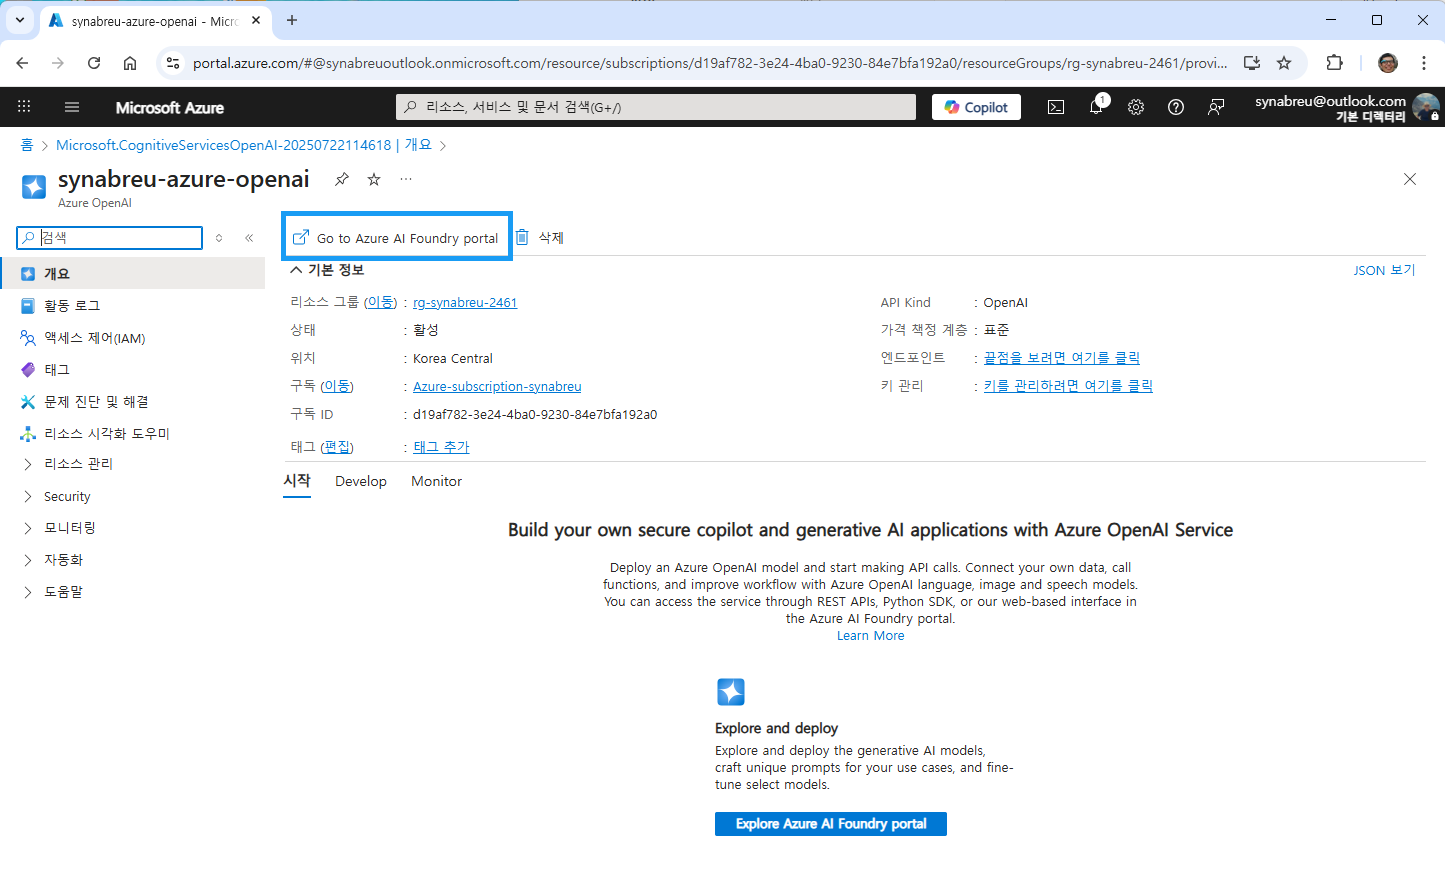 synabreu-azure-openai - Micro
portal.azure.com/#@synabreuoutlook.onmicrosoft.com/resource/subscriptions/d19af782-3e24-4ba0-9230-84e7bfa192a0/resourceGroups/rg-synabreu-2461/provi...
Microsoft Azure
리소스, 서비스 및 문서 검색(G+/)
Copilot
1
synabreu@outlook.com
기본 디렉터리
홈 > Microsoft.CognitiveServicesOpenAI-20250722114618 | 개요 >
synabreu-azure-openai
Azure OpenAI
검색
Go to Azure AI Foundry portal
삭제
개요
활동 로그
액세스 제어(IAM)
태그
문제 진단 및 해결
리소스 시각화 도우미
리소스 관리
Security
모니터링
자동화
도움말
기본 정보
JSON 보기
리소스 그룹 (이동) : rg-synabreu-2461
상태 : 활성
위치 : Korea Central
구독 (이동) : Azure-subscription-synabreu
구독 ID : d19af782-3e24-4ba0-9230-84e7bfa192a0
태그 (편집) : 태그 추가
API Kind : OpenAI
가격 책정 계층 : 표준
엔드포인트 : 끝점을 보려면 여기를 클릭
키 관리 : 키를 관리하려면 여기를 클릭
시작 Develop Monitor
Build your own secure copilot and generative AI applications with Azure OpenAI Service
Deploy an Azure OpenAI model and start making API calls. Connect your own data, call
functions, and improve workflow with Azure OpenAI language, image and speech models.
You can access the service through REST APIs, Python SDK, or our web-based interface in
the Azure AI Foundry portal.
Learn More
Explore and deploy
Explore and deploy the generative AI models,
craft unique prompts for your use cases, and fine-
tune select models.
Explore Azure AI Foundry portal